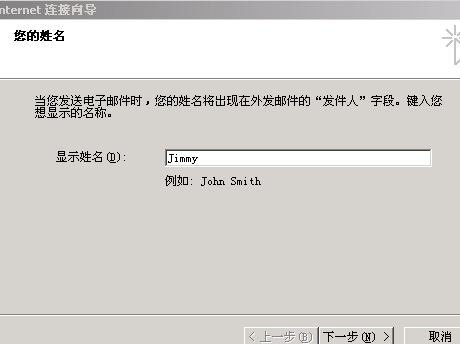 nternet 连接向导
您的姓名
当您发送电子邮件时，您的姓名将出现在外发邮件的“发件人”字段。键入您
想显示的名称。
显示姓名(D):
Jimmy
例如: John Smith
< 上一步(B)
下一步(N) >
取消